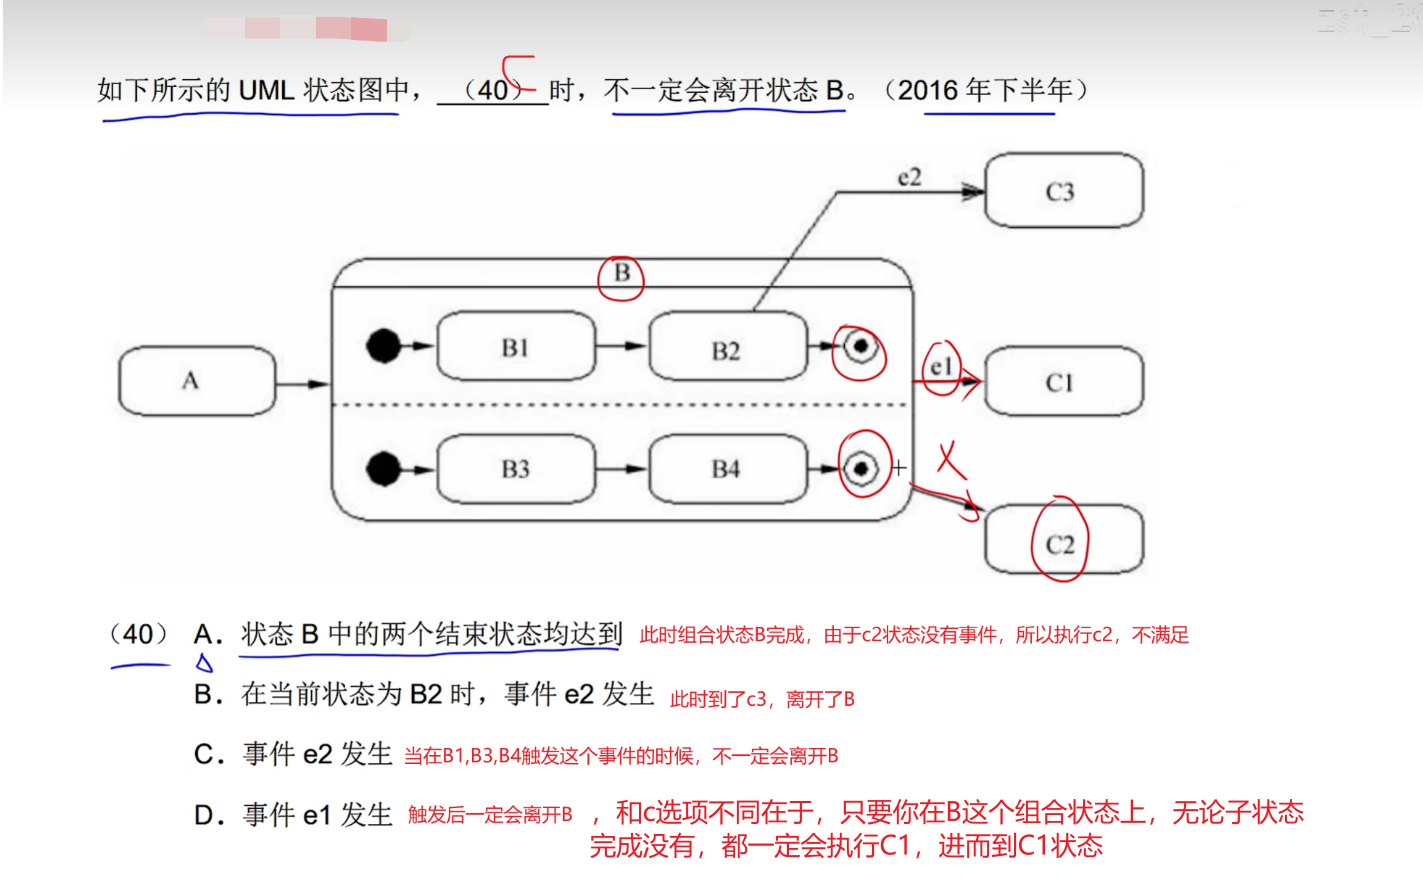 如下所示的 UML 状态图中，（40）时，不一定会离开状态 B。（2016 年下半年）
e2
C3
B
B1
B2
A
e1
C1
B3
B4
C2
（40） A．状态 B 中的两个结束状态均达到 此时组合状态B完成，由于c2状态没有事件，所以执行c2，不满足
B．在当前状态为 B2 时，事件 e2 发生 此时到了c3，离开了B
C．事件 e2 发生 当在B1,B3,B4触发这个事件的时候，不一定会离开B
D．事件 e1 发生 触发后一定会离开B ，和c选项不同在于，只要你在B这个组合状态上，无论子状态
完成没有，都一定会执行C1，进而到C1状态